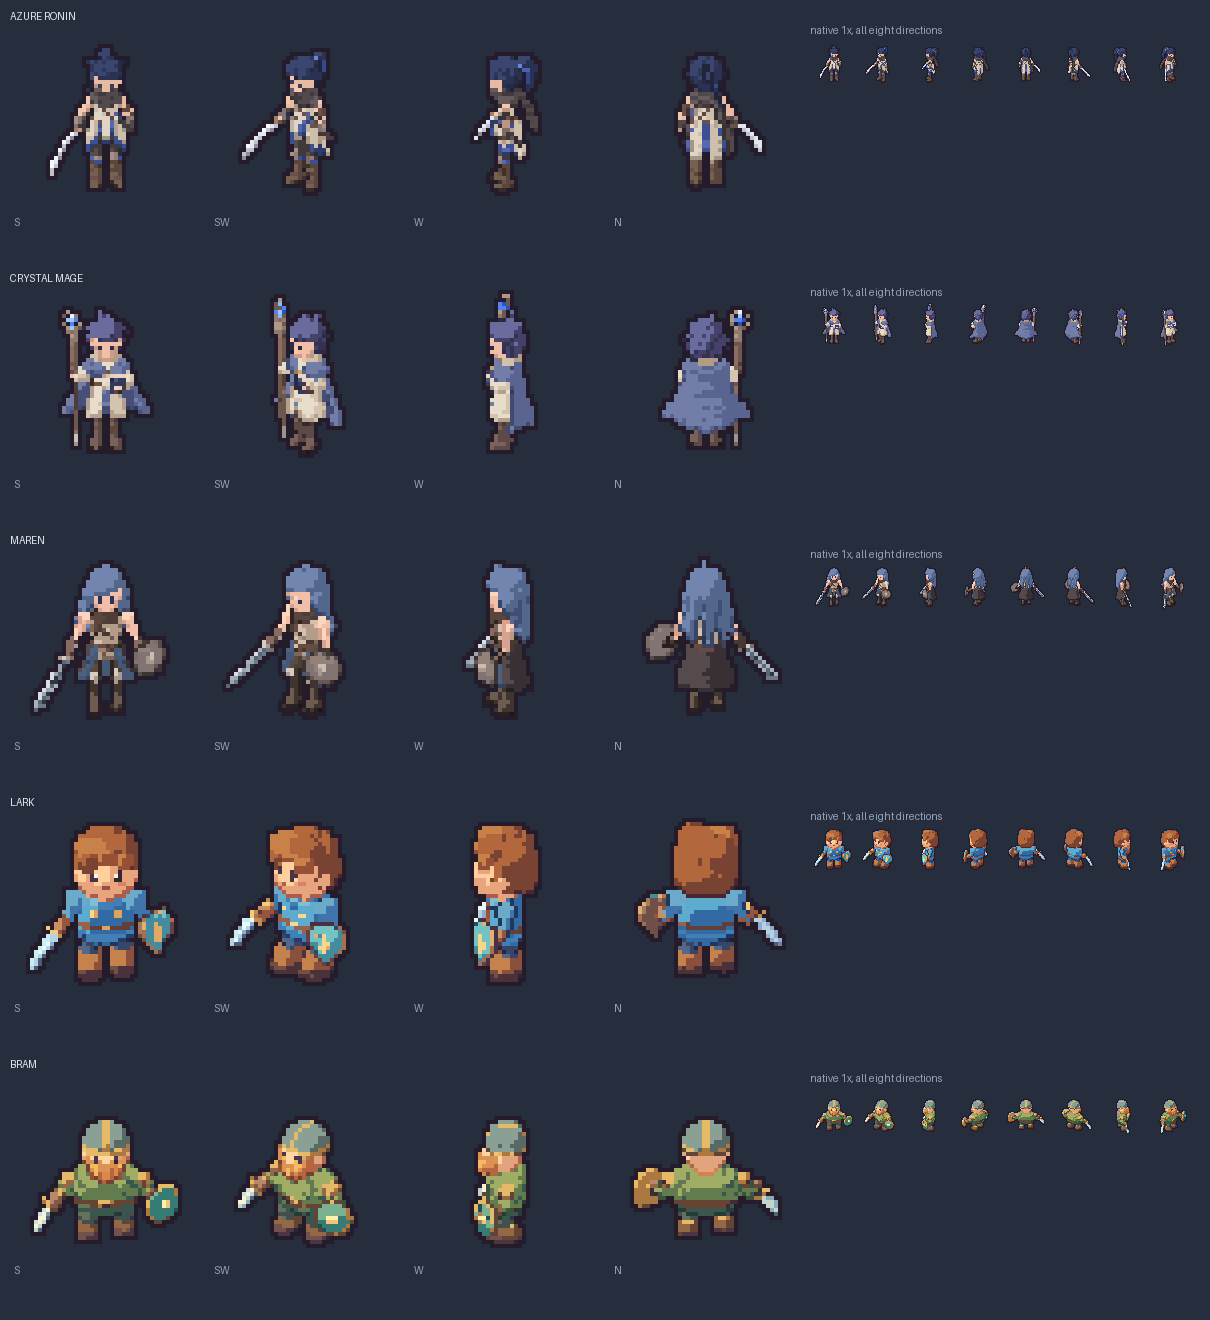 AZURE RONIN
native 1x, all eight directions
S SW W N
CRYSTAL MAGE
native 1x, all eight directions
S SW W N
MAREN
native 1x, all eight directions
S SW W N
LARK
native 1x, all eight directions
S SW W N
BRAM
native 1x, all eight directions
S SW W N